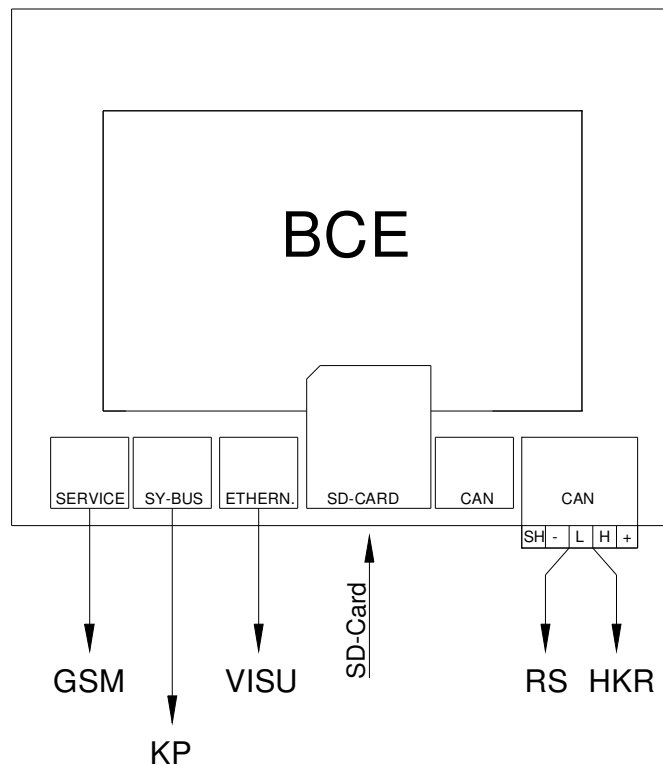 BCE
SERVICE SY-BUS ETHERN. SD-CARD CAN CAN
SH - L H +
SD-Card
GSM VISU RS HKR
KP